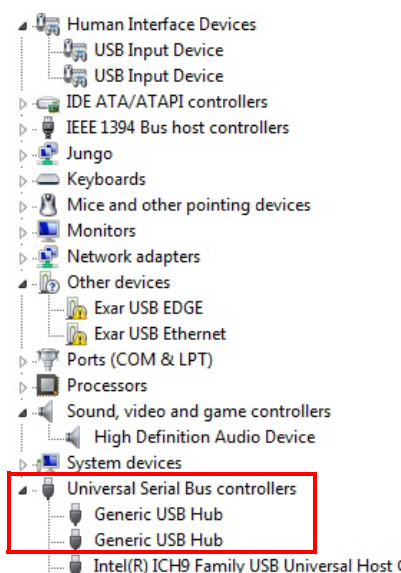 Human Interface Devices
USB Input Device
USB Input Device
IDE ATA/ATAPI controllers
IEEE 1394 Bus host controllers
Jungo
Keyboards
Mice and other pointing devices
Monitors
Network adapters
Other devices
Exar USB EDGE
Exar USB Ethernet
Ports (COM & LPT)
Processors
Sound, video and game controllers
High Definition Audio Device
System devices
Universal Serial Bus controllers
Generic USB Hub
Generic USB Hub
Intel(R) ICH9 Family USB Universal Host